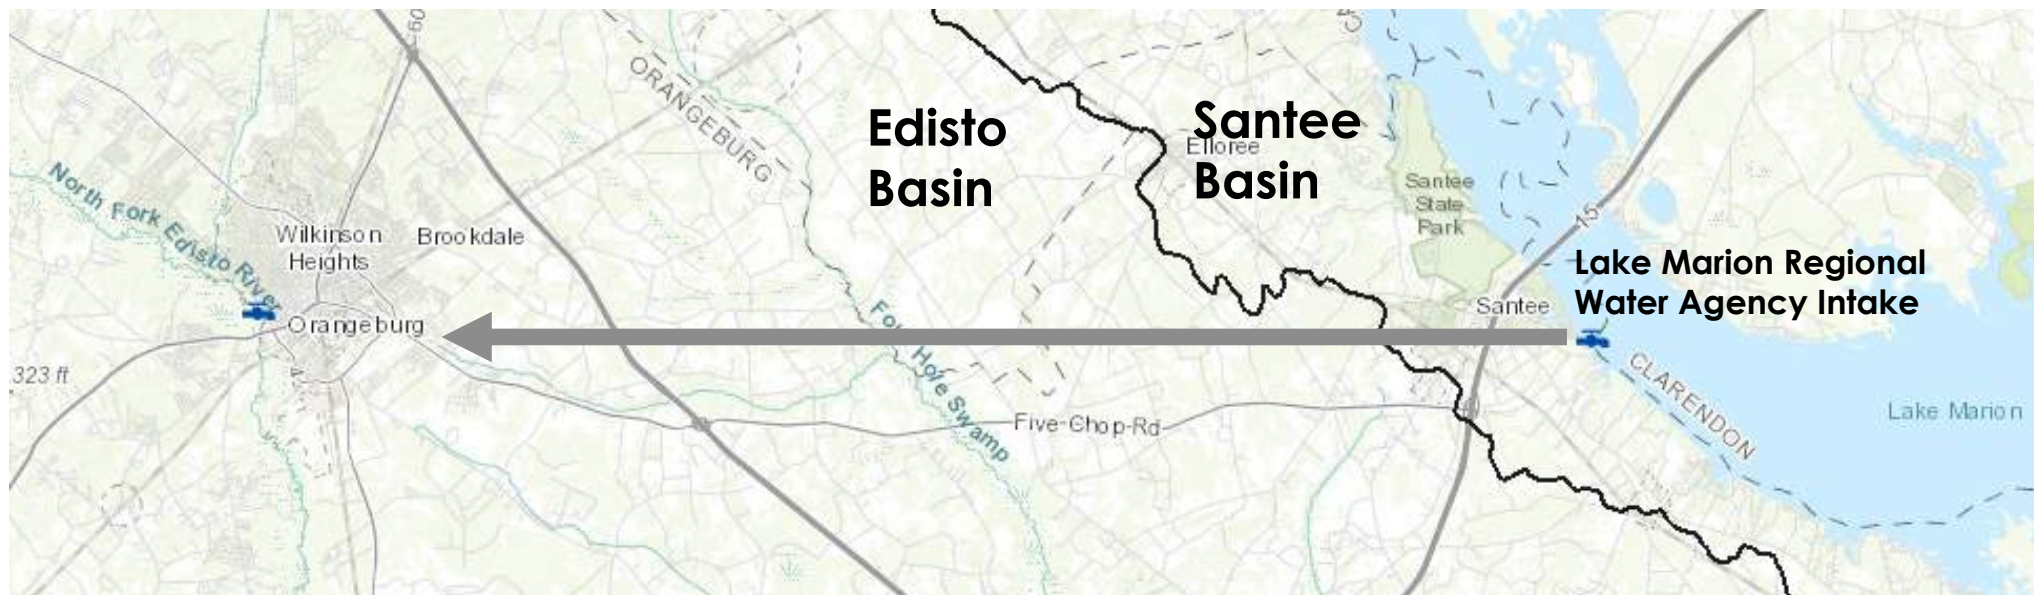 60
ORANGEBURG
Edisto
Basin
Santee
Basin
Elloree
Santee
State
Park
15
North Fork Edisto River
Wilkinson
Heights
Brookdale
Lake Marion Regional
Water Agency Intake
Santee
Orangeburg
323 ft
Hole Swamp
CLARENDON
Lake Marion
Five-Chop-Rd